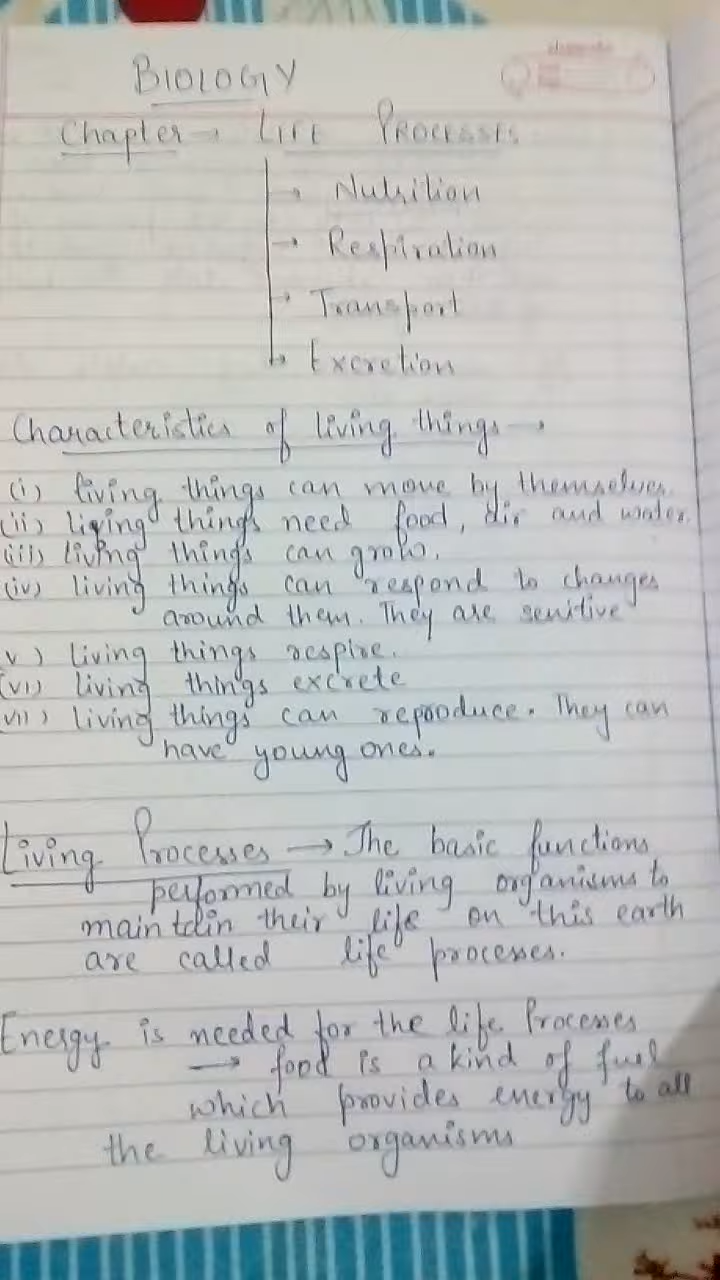 BIOLOGY
Chapter → LIFE PROCESSES
→ Nutrition
→ Respiration
→ Transport
→ Excretion
Characteristics of living things →
(i) living things can move by themselves.
(ii) living things need food, air and water.
(iii) living things can grow.
(iv) living things can respond to changes
around them. They are senitive
v) living things respire.
(vi) living things excrete
(vii) living things can reproduce. They can
have young ones.
Living Processes → The basic functions
performed by living organisms to
maintain their life on this earth
are called life processes.
Energy is needed for the life Processes
→ food is a kind of fuel
which provides energy to all
the living organisms